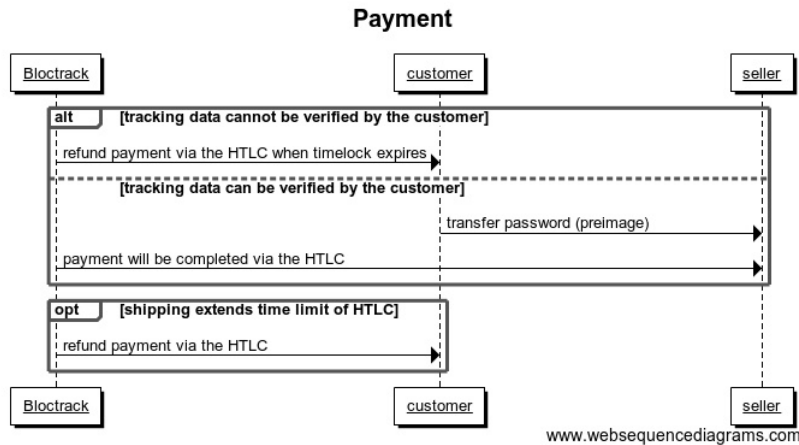 Payment
Bloctrack customer seller
alt [tracking data cannot be verified by the customer]
refund payment via the HTLC when timelock expires
[tracking data can be verified by the customer]
transfer password (preimage)
payment will be completed via the HTLC
opt [shipping extends time limit of HTLC]
refund payment via the HTLC
Bloctrack customer seller
www.websequencediagrams.com